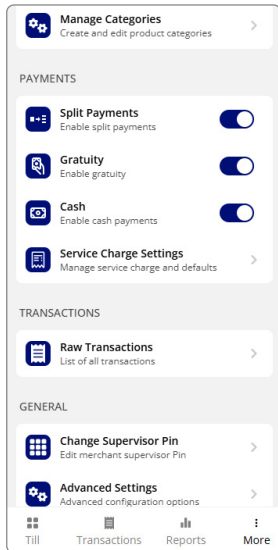 Manage Categories
Create and edit product categories
PAYMENTS
Split Payments
Enable split payments
Gratuity
Enable gratuity
Cash
Enable cash payments
Service Charge Settings
Manage service charge and defaults
TRANSACTIONS
Raw Transactions
List of all transactions
GENERAL
Change Supervisor Pin
Edit merchant supervisor Pin
Advanced Settings
Advanced configuration options
Till Transactions Reports More